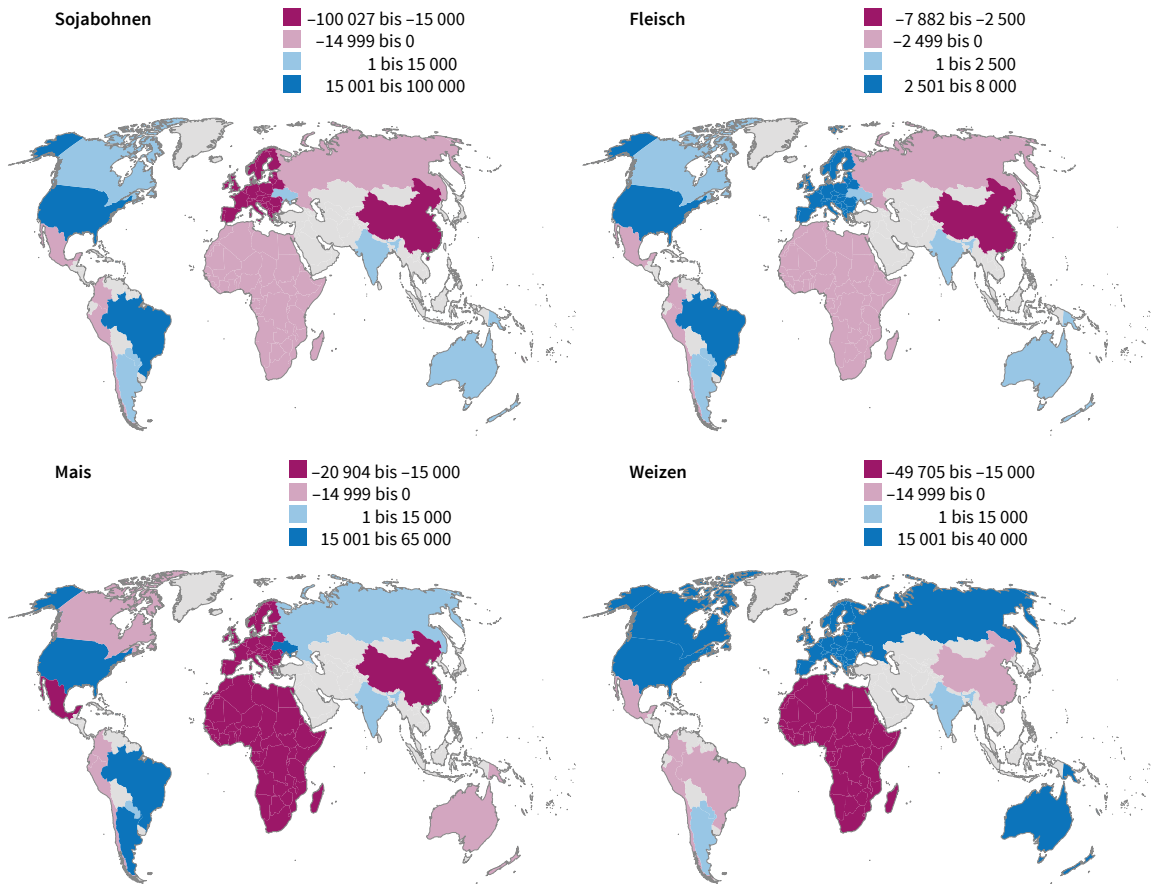 Sojabohnen
–100 027 bis –15 000
–14 999 bis 0
1 bis 15 000
15 001 bis 100 000
Fleisch
–7 882 bis –2 500
–2 499 bis 0
1 bis 2 500
2 501 bis 8 000
Mais
–20 904 bis –15 000
–14 999 bis 0
1 bis 15 000
15 001 bis 65 000
Weizen
–49 705 bis –15 000
–14 999 bis 0
1 bis 15 000
15 001 bis 40 000